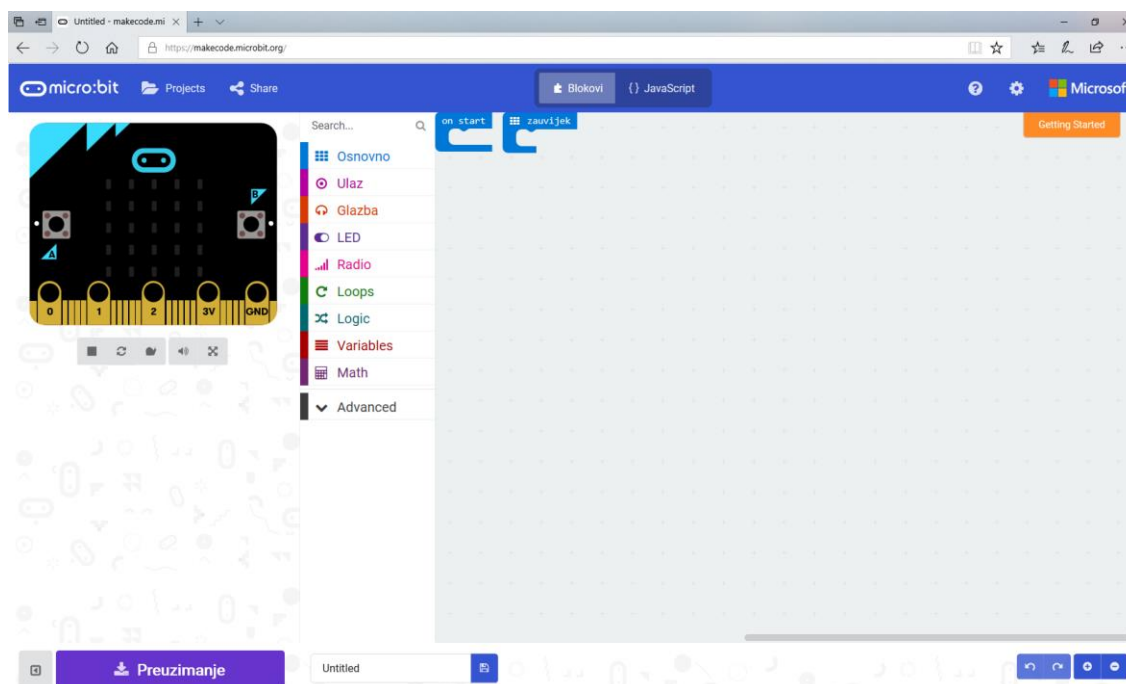 Untitled - makecode.mi
https://makecode.microbit.org/
micro:bit Projects Share Blokovi {} JavaScript Microsof
Search...
on start zauvijek
Getting Started
Osnovno
Ulaz
Glazba
LED
Radio
Loops
Logic
Variables
Math
Advanced
B
A
0 1 2 3V GND
Preuzimanje
Untitled